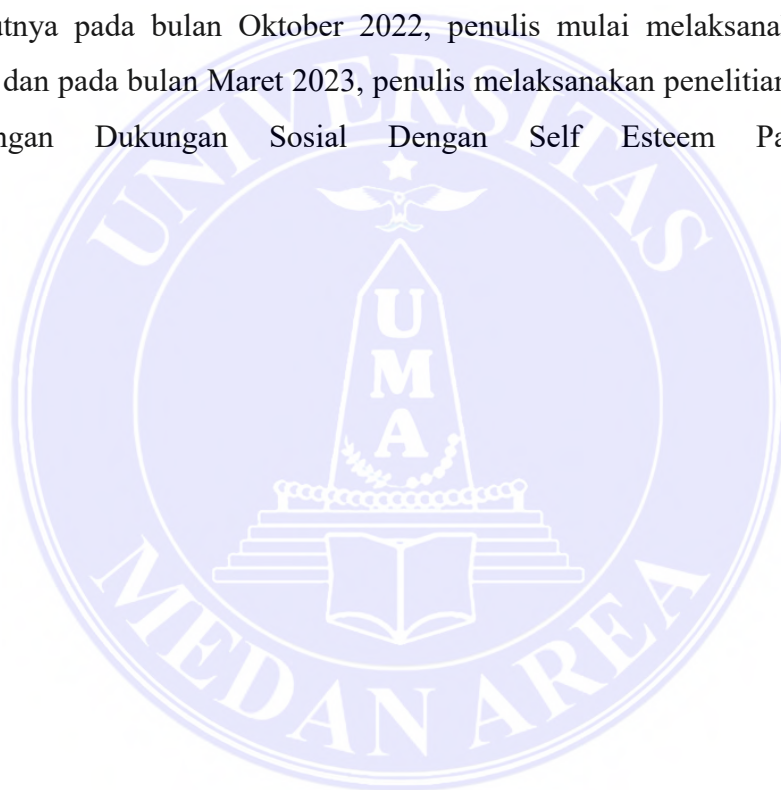 utnya pada bulan Oktober 2022, penulis mulai melaksana
dan pada bulan Maret 2023, penulis melaksanakan penelitian
ngan Dukungan Sosial Dengan Self Esteem Pa
UNIVERSITAS
U
M
A
MEDAN AREA